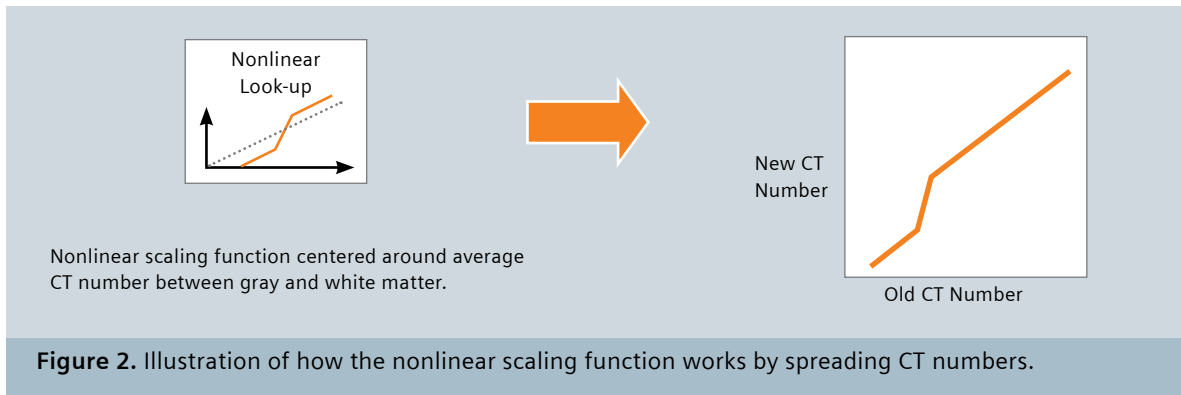 Nonlinear
Look-up
Nonlinear scaling function centered around average
CT number between gray and white matter.
New CT
Number
Old CT Number
Figure 2. Illustration of how the nonlinear scaling function works by spreading CT numbers.